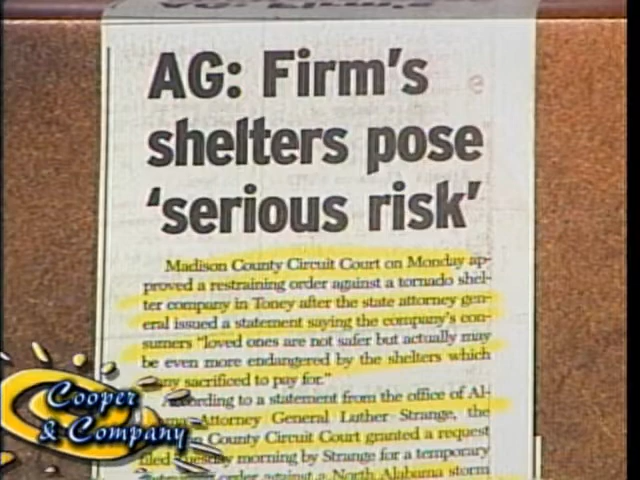 AG: Firm's
shelters pose
'serious risk'
Madison County Circuit Court on Monday ap-
proved a restraining order against a tornado shel-
ter company in Toney after the state attorney gen-
eral issued a statement saying the company's con-
sumers "loved ones are not safer but actually may
be even more endangered by the shelters which
any sacrificed to pay for."
According to a statement from the office of Al-
ma Attorney General Luther Strange, the
County Circuit Court granted a request
filed Tuesday morning by Strange for a temporary
order against a North Alabama storm
Cooper
& Company